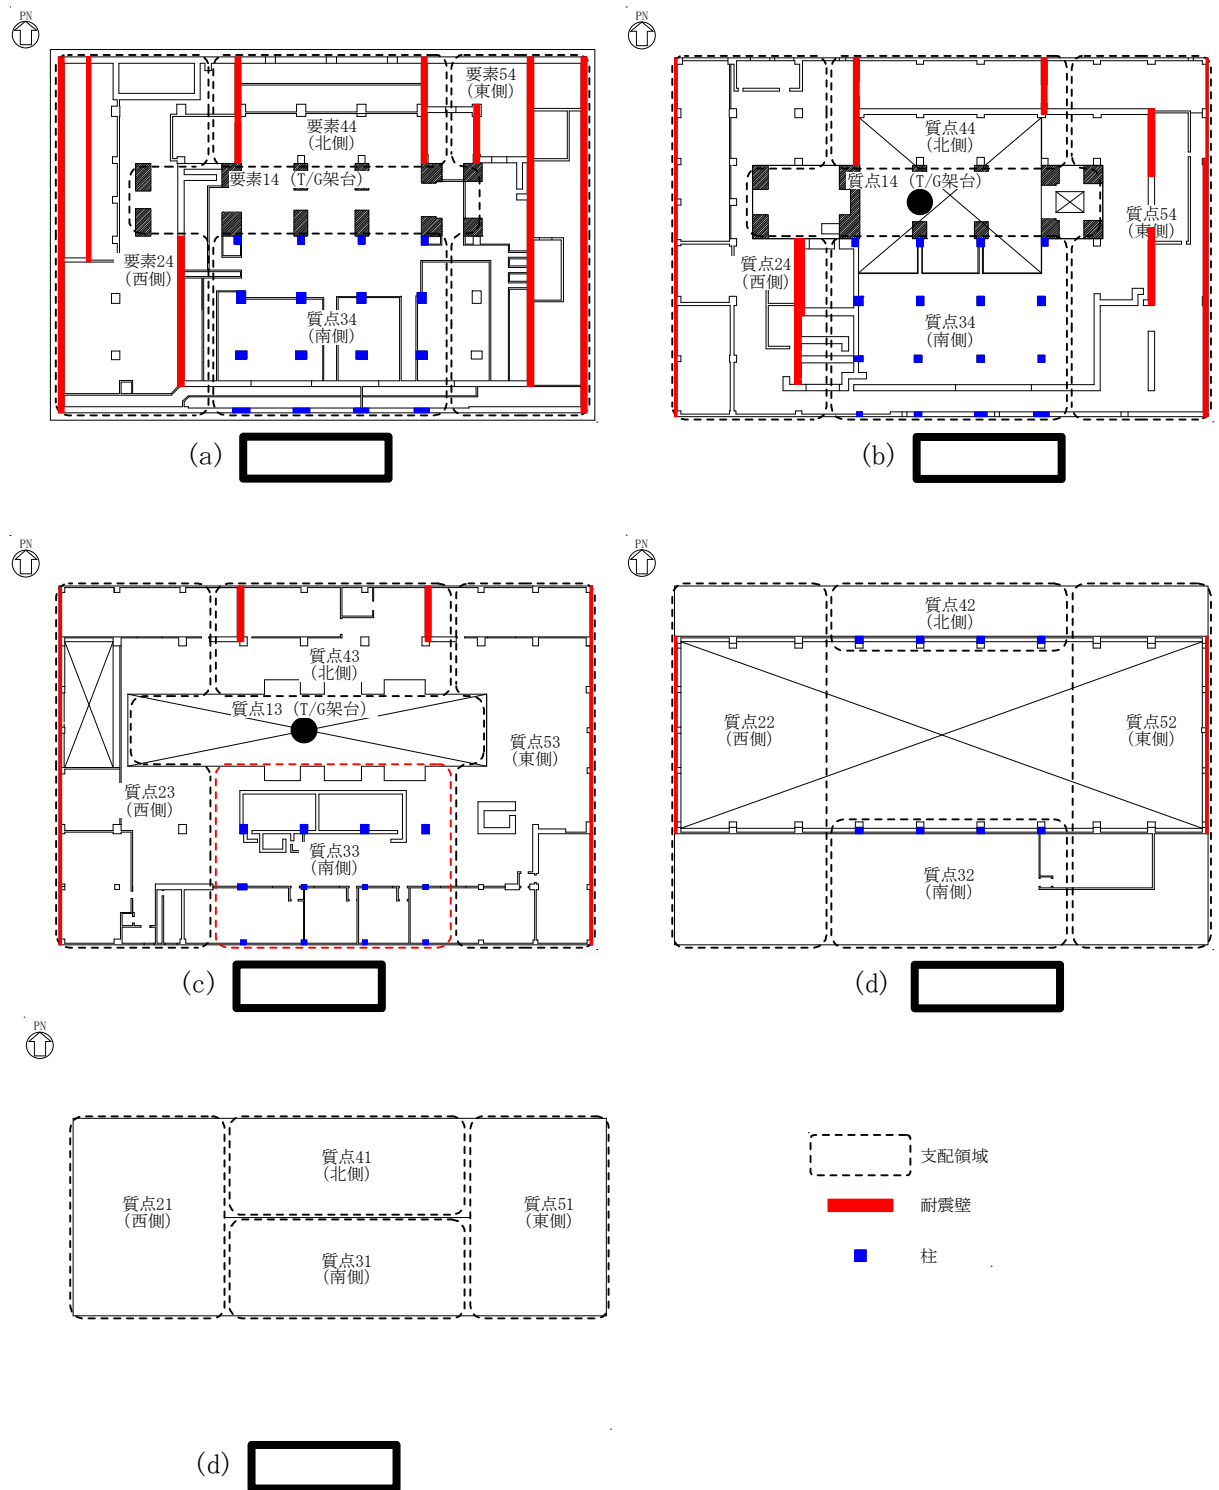 PN
PN
要素54
(東側)
要素44
(北側)
要素14 (T/G架台)
要素24
(西側)
質点34
(南側)
質点44
(北側)
質点14 (T/G架台)
質点54
(東側)
質点24
(西側)
質点34
(南側)
(a)
(b)
PN
PN
質点43
(北側)
質点13 (T/G架台)
質点53
(東側)
質点23
(西側)
質点33
(南側)
質点42
(北側)
質点22
(西側)
質点52
(東側)
質点32
(南側)
(c)
(d)
PN
質点41
(北側)
質点21
(西側)
質点51
(東側)
質点31
(南側)
支配領域
耐震壁
柱
(d)